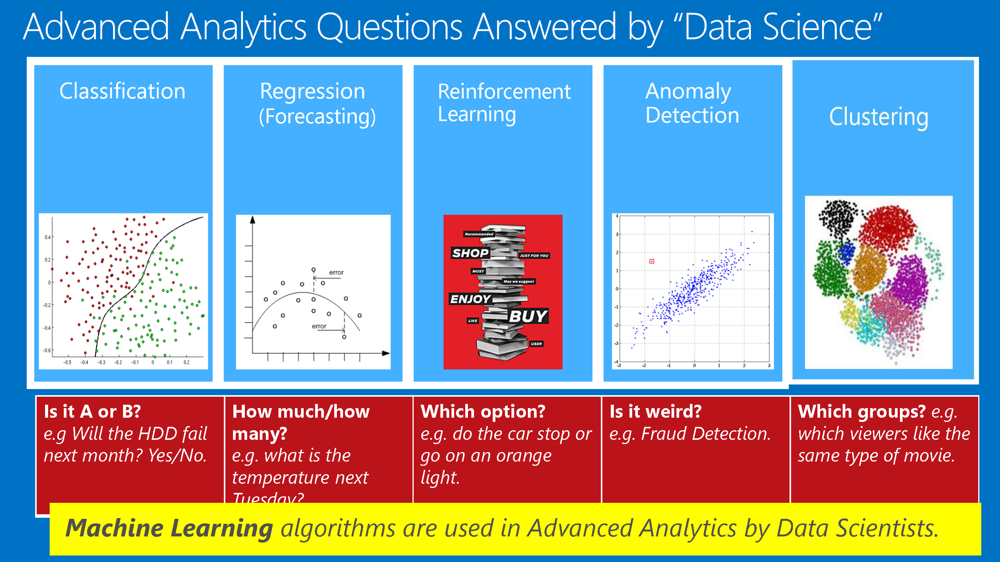 Advanced Analytics Questions Answered by “Data Science”
Classification
Regression
(Forecasting)
Reinforcement
Learning
Anomaly
Detection
Clustering
0.4
0.2
0
-0.2
-0.4
-0.6
-0.5 -0.4 -0.3 -0.2 -0.1 0 0.1 0.2
error
error
Recommended
SHOP
JUST FOR YOU
MOST
May we suggest
ENJOY
BUY
LIKE
USER
4
3
2
1
0
-1
-2
-3
-4
-3 -2 -1 0 1 2 3
Is it A or B?
e.g Will the HDD fail
next month? Yes/No.
How much/how
many?
e.g. what is the
temperature next
Tuesday?
Which option?
e.g. do the car stop or
go on an orange
light.
Is it weird?
e.g. Fraud Detection.
Which groups? e.g.
which viewers like the
same type of movie.
Machine Learning algorithms are used in Advanced Analytics by Data Scientists.